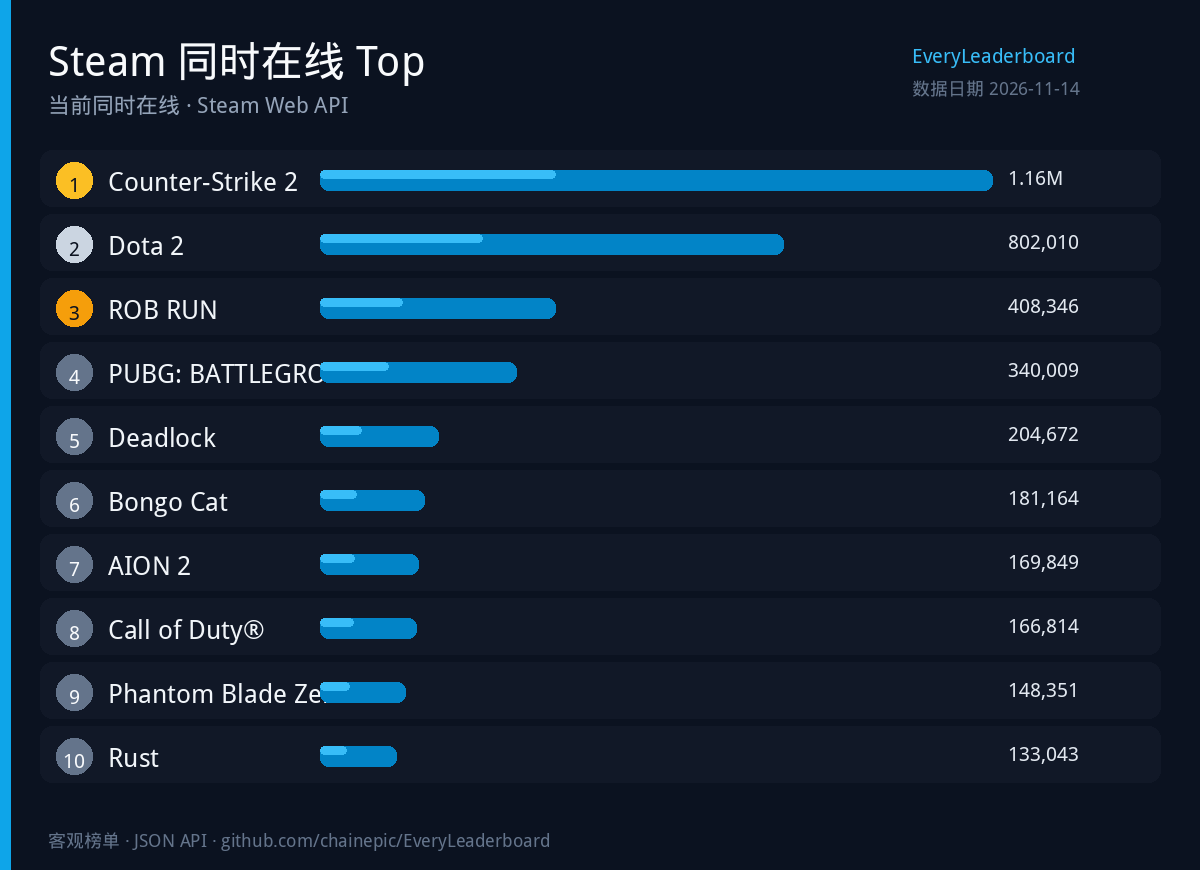 Steam 同时在线 Top
当前同时在线 · Steam Web API
EveryLeaderboard
数据日期 2026-11-14
1 Counter-Strike 2 1.16M
2 Dota 2 802,010
3 ROB RUN 408,346
4 PUBG: BATTLEGRO 340,009
5 Deadlock 204,672
6 Bongo Cat 181,164
7 AION 2 169,849
8 Call of Duty® 166,814
9 Phantom Blade Ze 148,351
10 Rust 133,043
客观榜单 · JSON API · github.com/chainepic/EveryLeaderboard